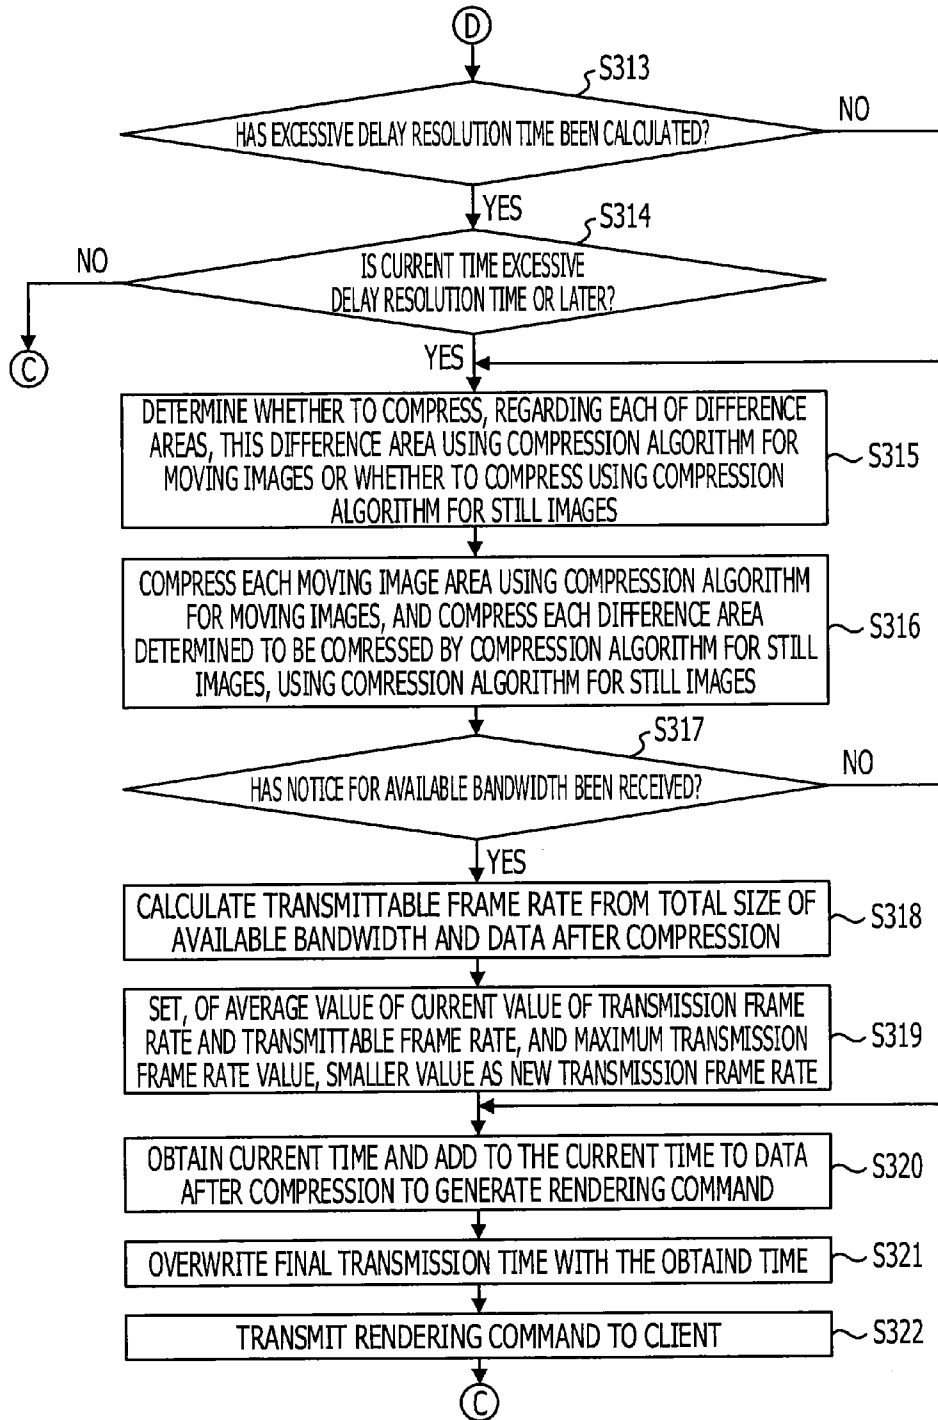 D
S313
HAS EXCESSIVE DELAY RESOLUTION TIME BEEN CALCULATED?
NO
YES
S314
NO
IS CURRENT TIME EXCESSIVE
DELAY RESOLUTION TIME OR LATER?
C
YES
DETERMINE WHETHER TO COMPRESS, REGARDING EACH OF DIFFERENCE
AREAS, THIS DIFFERENCE AREA USING COMPRESSION ALGORITHM FOR
MOVING IMAGES OR WHETHER TO COMPRESS USING COMPRESSION
ALGORITHM FOR STILL IMAGES
S315
COMPRESS EACH MOVING IMAGE AREA USING COMPRESSION ALGORITHM
FOR MOVING IMAGES, AND COMPRESS EACH DIFFERENCE AREA
DETERMINED TO BE COMRESSED BY COMPRESSION ALGORITHM FOR STILL
IMAGES, USING COMRESSION ALGORITHM FOR STILL IMAGES
S316
S317
HAS NOTICE FOR AVAILABLE BANDWIDTH BEEN RECEIVED?
NO
YES
CALCULATE TRANSMITTABLE FRAME RATE FROM TOTAL SIZE OF
AVAILABLE BANDWIDTH AND DATA AFTER COMPRESSION
S318
SET, OF AVERAGE VALUE OF CURRENT VALUE OF TRANSMISSION FRAME
RATE AND TRANSMITTABLE FRAME RATE, AND MAXIMUM TRANSMISSION
FRAME RATE VALUE, SMALLER VALUE AS NEW TRANSMISSION FRAME RATE
S319
OBTAIN CURRENT TIME AND ADD TO THE CURRENT TIME TO DATA
AFTER COMPRESSION TO GENERATE RENDERING COMMAND
S320
OVERWRITE FINAL TRANSMISSION TIME WITH THE OBTAIND TIME
S321
TRANSMIT RENDERING COMMAND TO CLIENT
S322
C